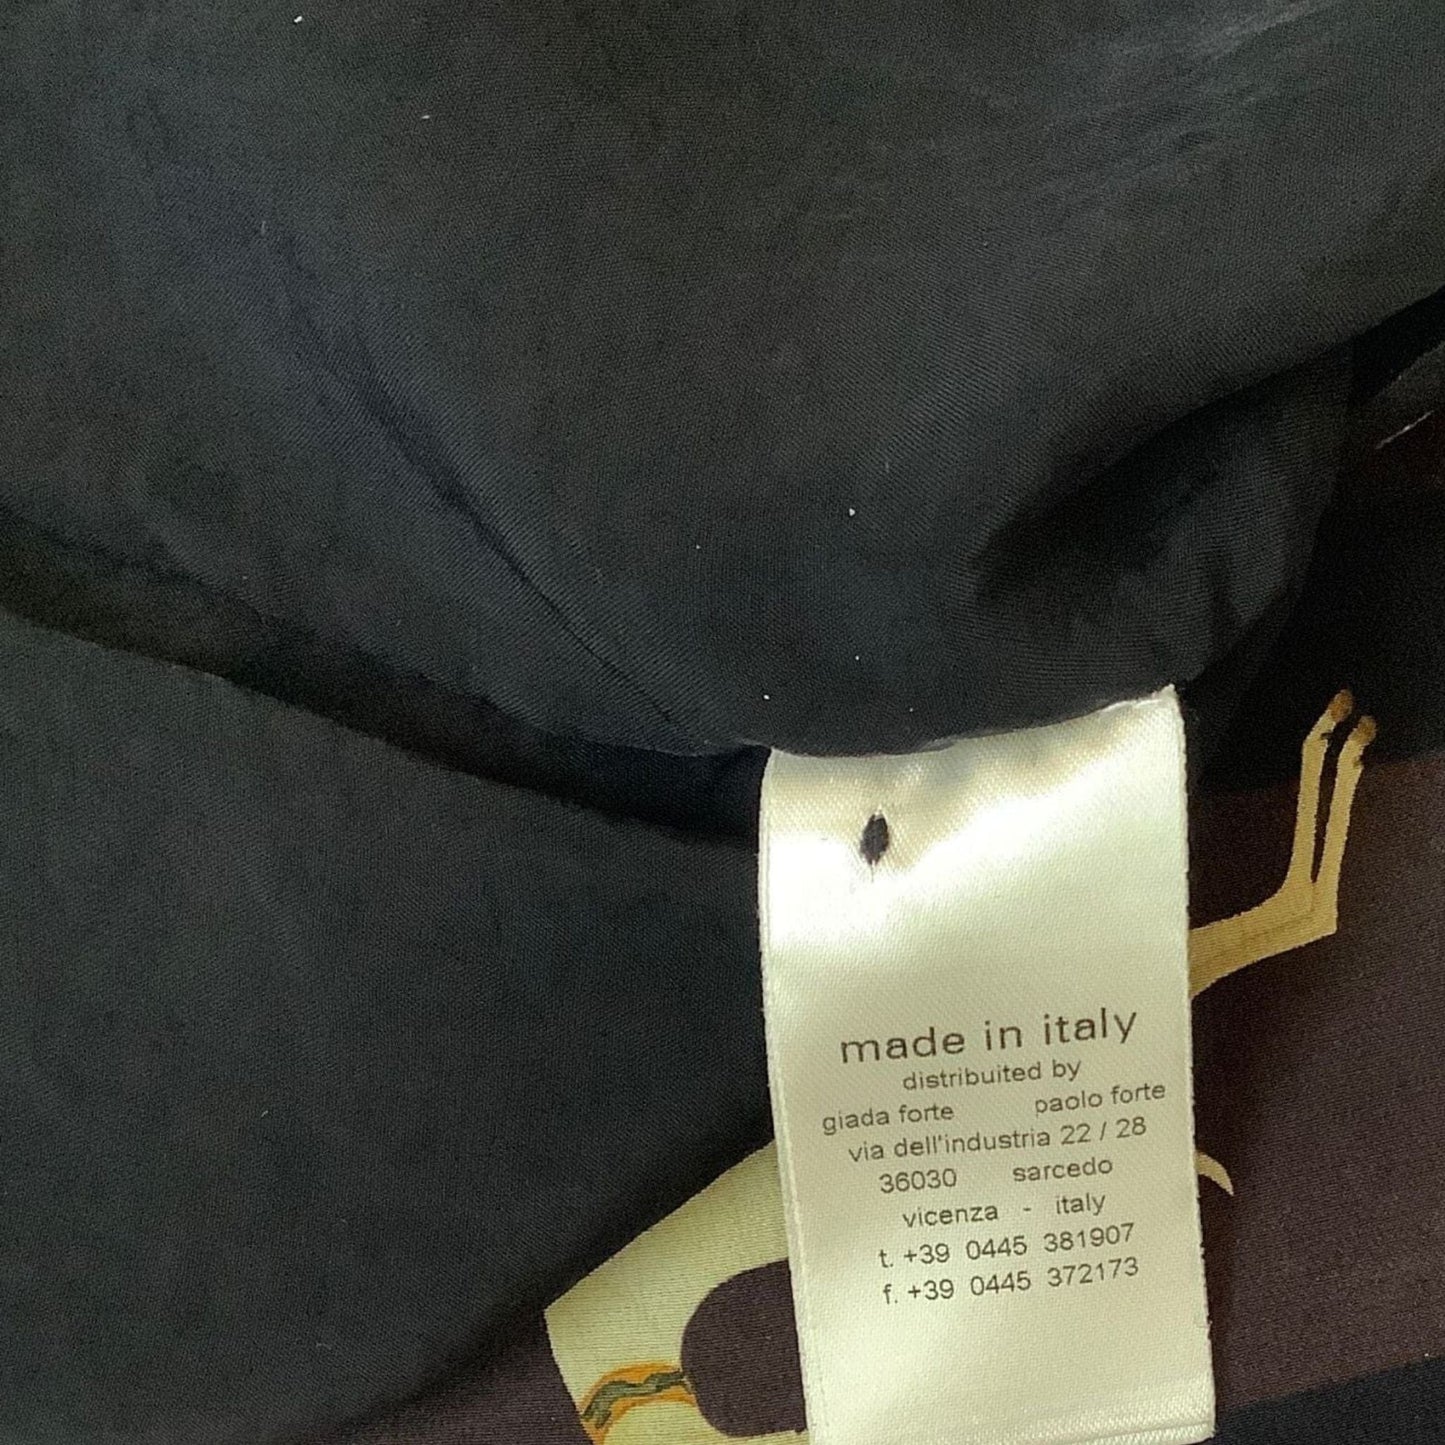 made in italy
distribuited by
giada forte paolo forte
via dell'industria 22 / 28
36030 sarcedo
vicenza - italy
t. +39 0445 381907
f. +39 0445 372173